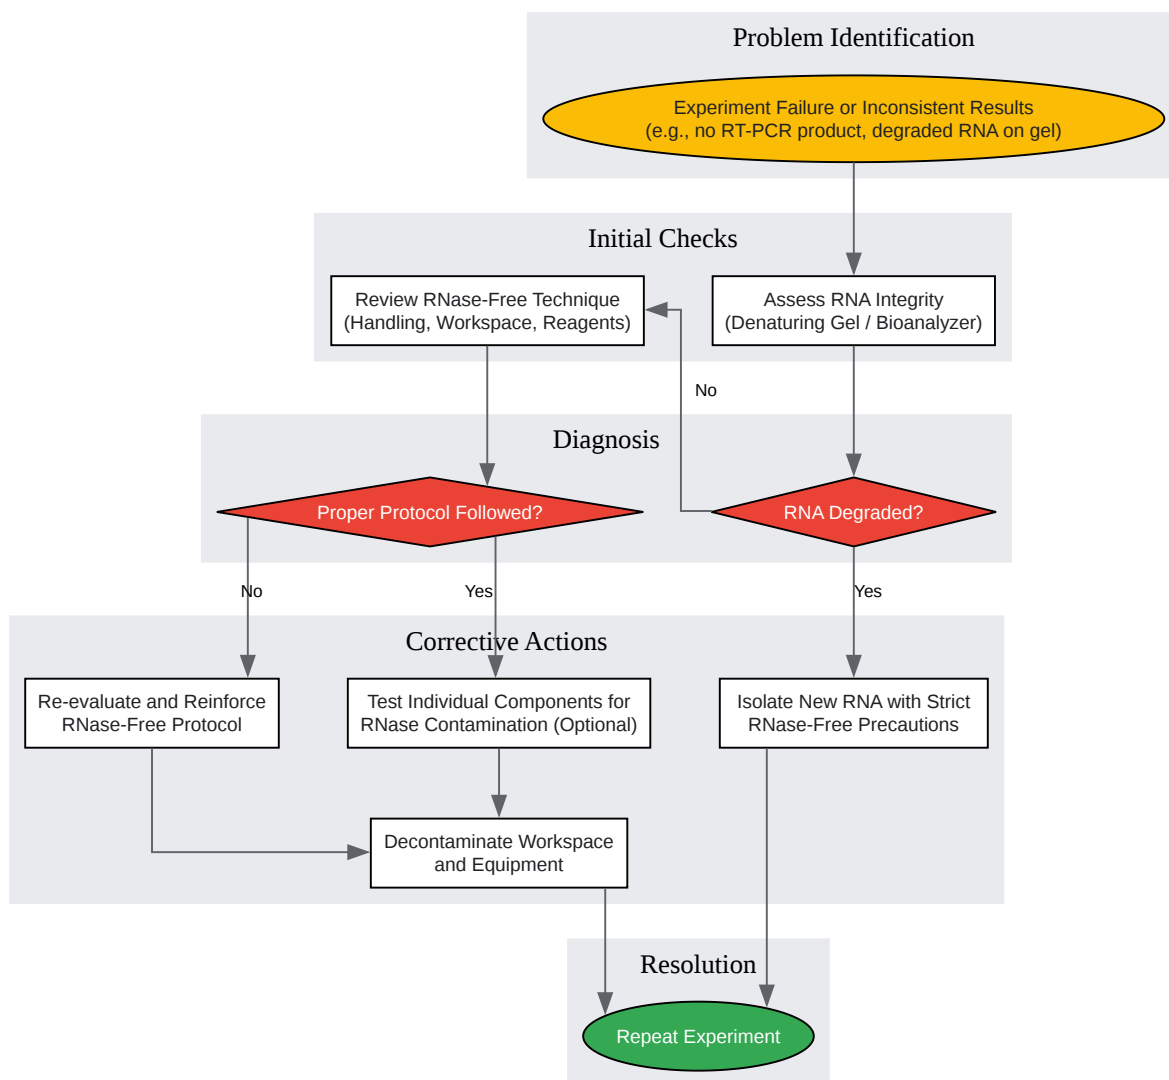 Problem Identification
Experiment Failure or Inconsistent Results
(e.g., no RT-PCR product, degraded RNA on gel)
Initial Checks
Review RNase-Free Technique
(Handling, Workspace, Reagents)
Assess RNA Integrity
(Denaturing Gel / Bioanalyzer)
No
Diagnosis
Proper Protocol Followed?
RNA Degraded?
No
Yes
Yes
Corrective Actions
Re-evaluate and Reinforce
RNase-Free Protocol
Test Individual Components for
RNase Contamination (Optional)
Isolate New RNA with Strict
RNase-Free Precautions
Decontaminate Workspace
and Equipment
Resolution
Repeat Experiment